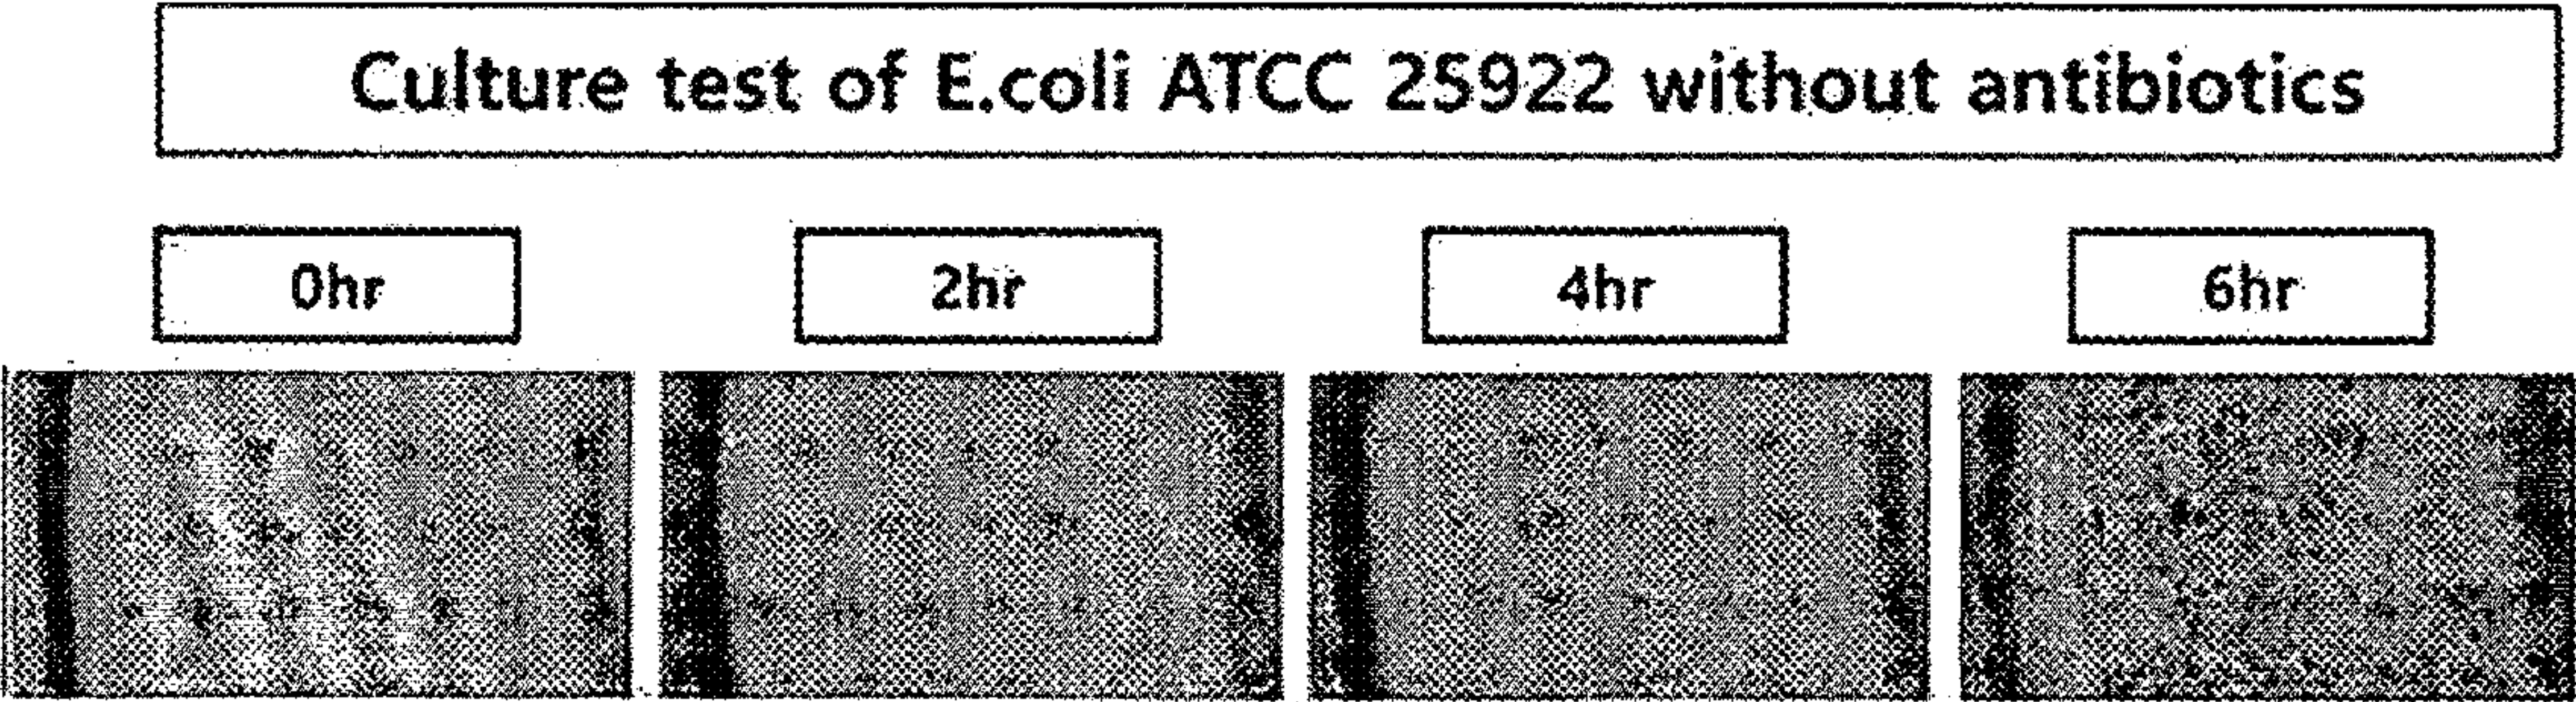 Culture test of E.coli ATCC 25922 without antibiotics
0hr
2hr
4hr
6hr